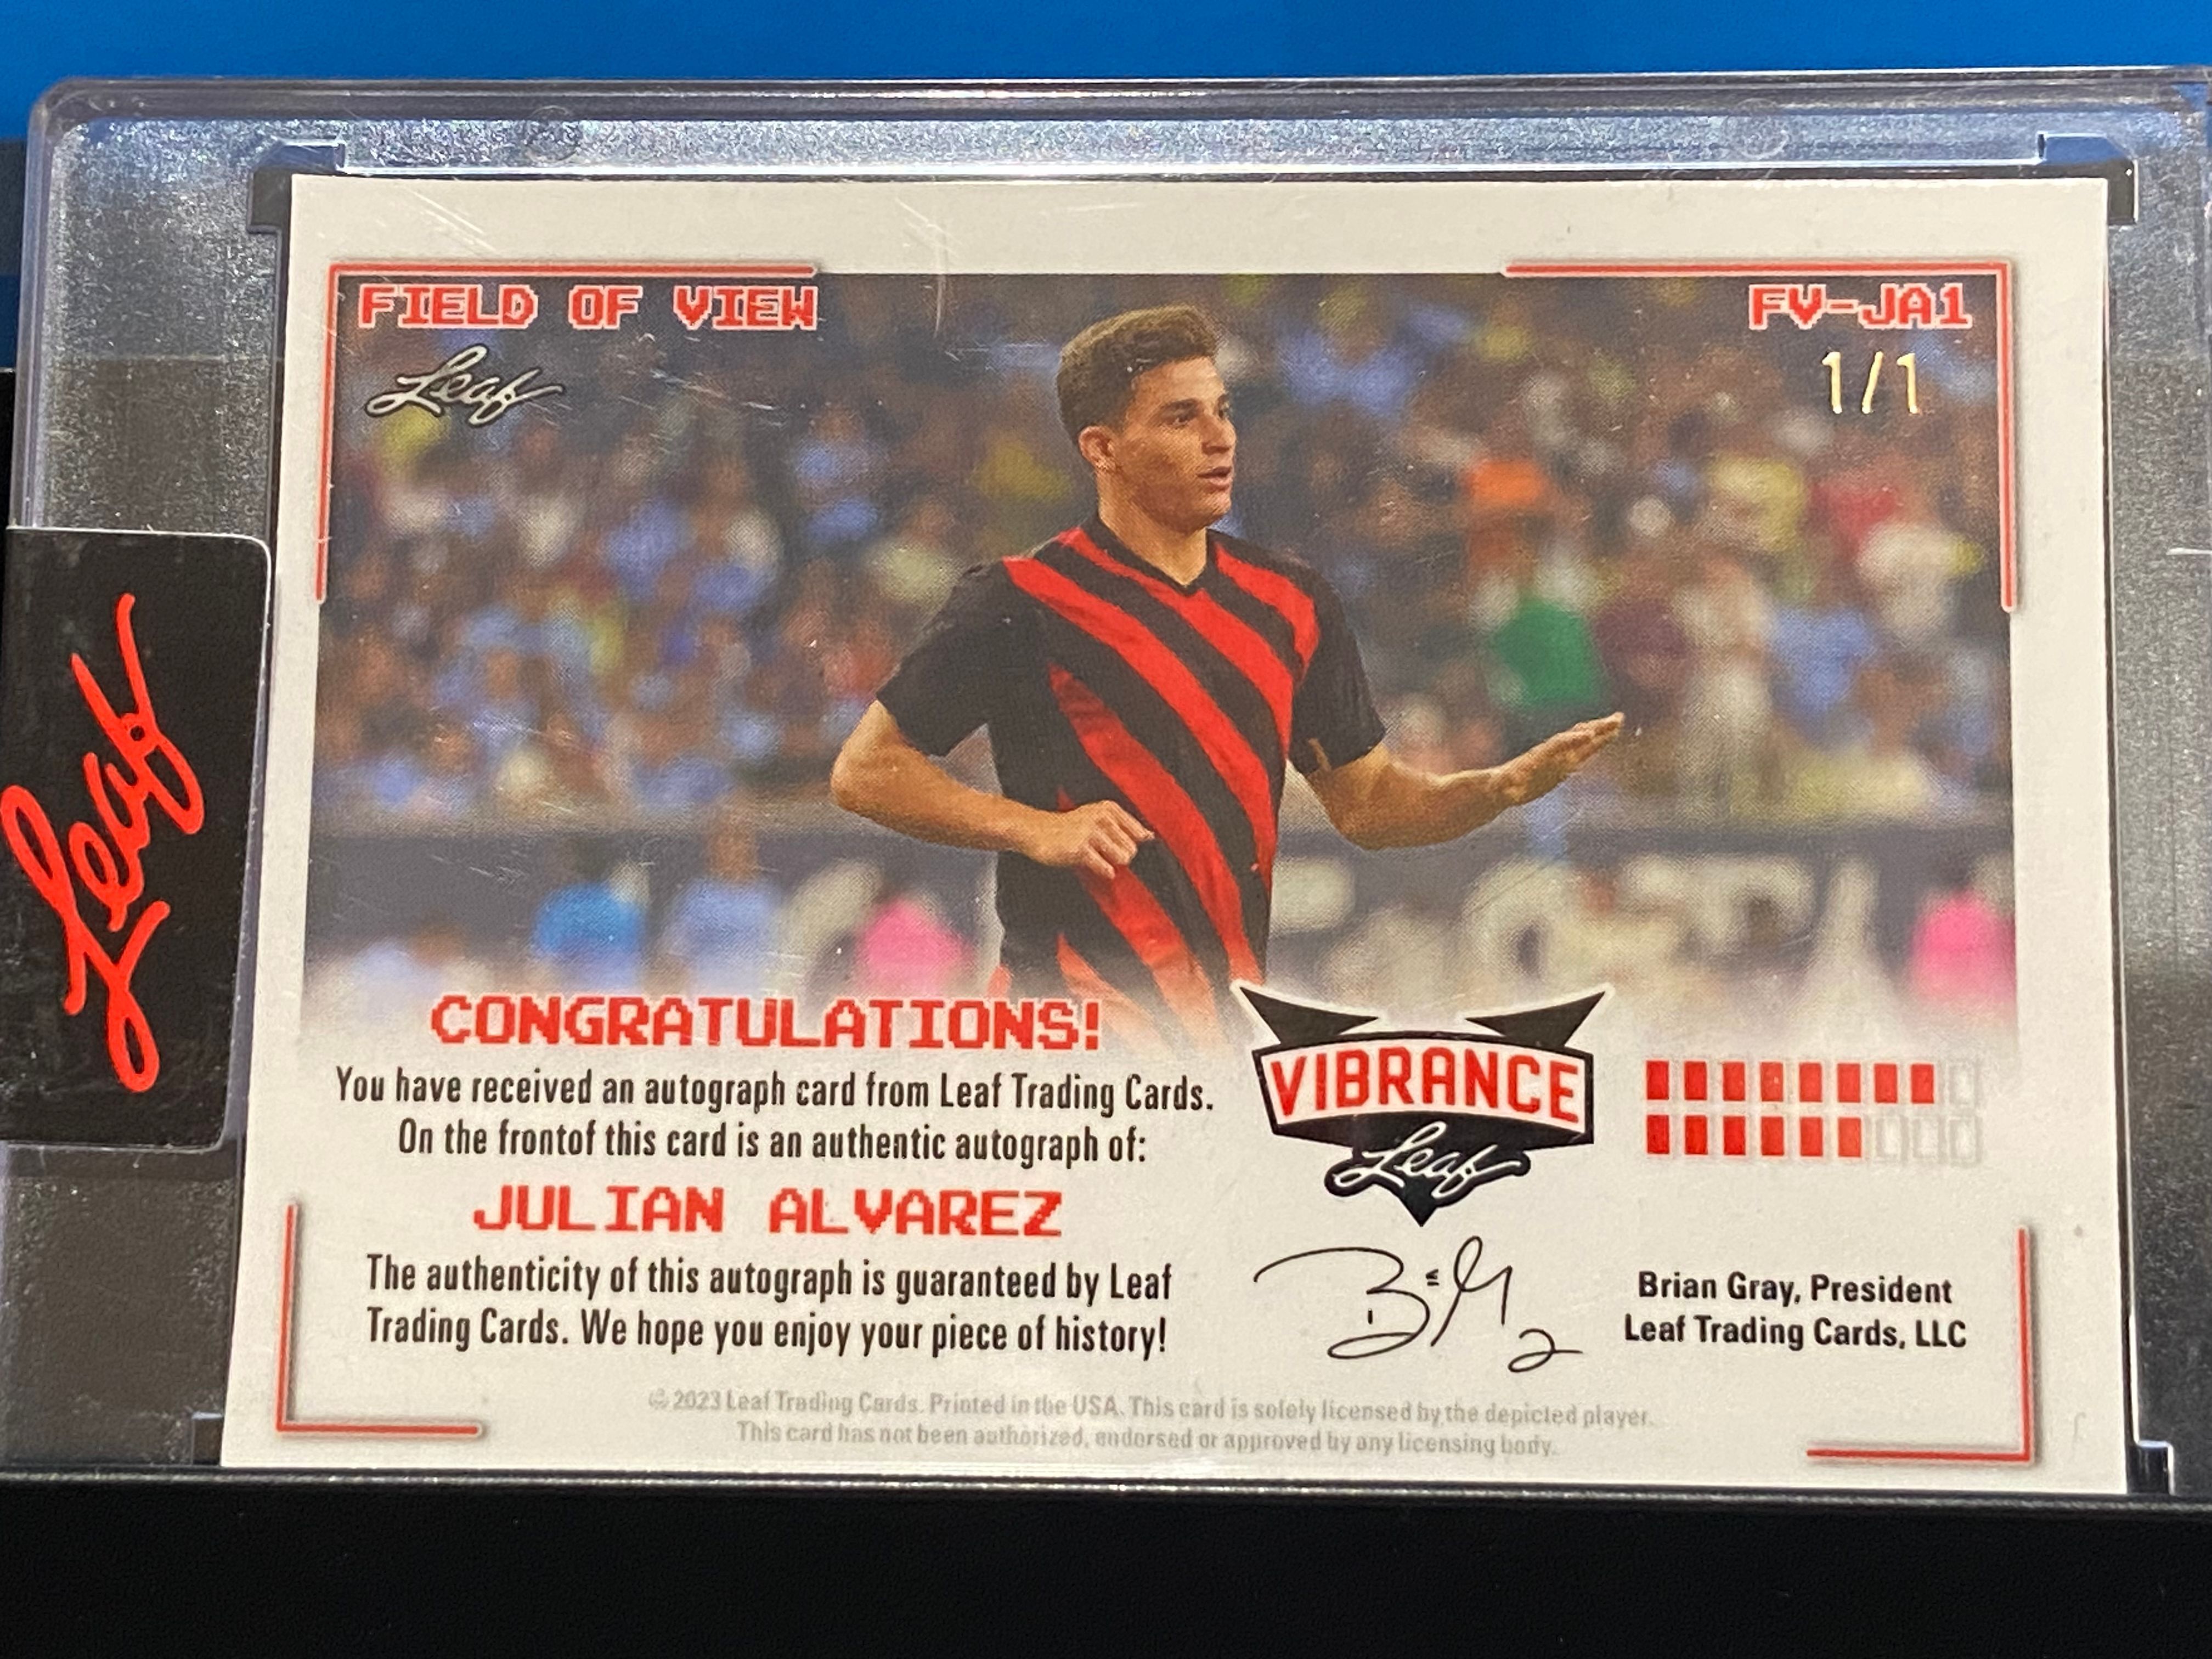 FIELD OF VIEW
FV-JA1
Leaf
1/1
Leaf
CONGRATULATIONS!
You have received an autograph card from Leaf Trading Cards.
On the frontof this card is an authentic autograph of:
JULIAN ALVAREZ
The authenticity of this autograph is guaranteed by Leaf
Trading Cards. We hope you enjoy your piece of history!
VIBRANCE
Leaf
Brian Gray, President
Leaf Trading Cards, LLC
© 2023 Leaf Trading Cards. Printed in the USA. This card is solely licensed by the depicted player.
This card has not been authorized, endorsed or approved by any licensing body.